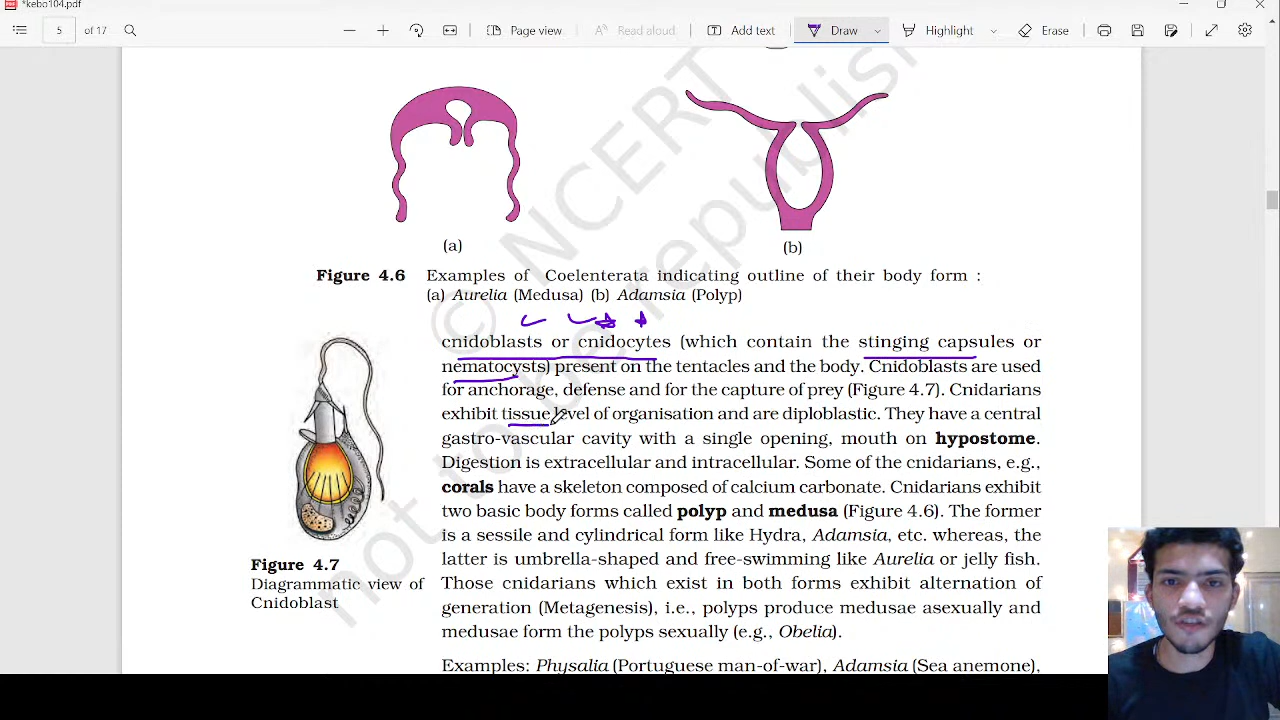 *kebo104.pdf
5 of 17 Page view Read aloud Add text Draw Highlight Erase
(a) (b)
Figure 4.6 Examples of Coelenterata indicating outline of their body form :
(a) Aurelia (Medusa) (b) Adamsia (Polyp)
cnidoblasts or cnidocytes (which contain the stinging capsules or
nematocysts) present on the tentacles and the body. Cnidoblasts are used
for anchorage, defense and for the capture of prey (Figure 4.7). Cnidarians
exhibit tissue level of organisation and are diploblastic. They have a central
gastro-vascular cavity with a single opening, mouth on hypostome.
Digestion is extracellular and intracellular. Some of the cnidarians, e.g.,
corals have a skeleton composed of calcium carbonate. Cnidarians exhibit
two basic body forms called polyp and medusa (Figure 4.6). The former
is a sessile and cylindrical form like Hydra, Adamsia, etc. whereas, the
latter is umbrella-shaped and free-swimming like Aurelia or jelly fish.
Those cnidarians which exist in both forms exhibit alternation of
generation (Metagenesis), i.e., polyps produce medusae asexually and
medusae form the polyps sexually (e.g., Obelia).
Examples: Physalia (Portuguese man-of-war), Adamsia (Sea anemone),
Figure 4.7
Diagrammatic view of
Cnidoblast
© NCERT
not to be republish